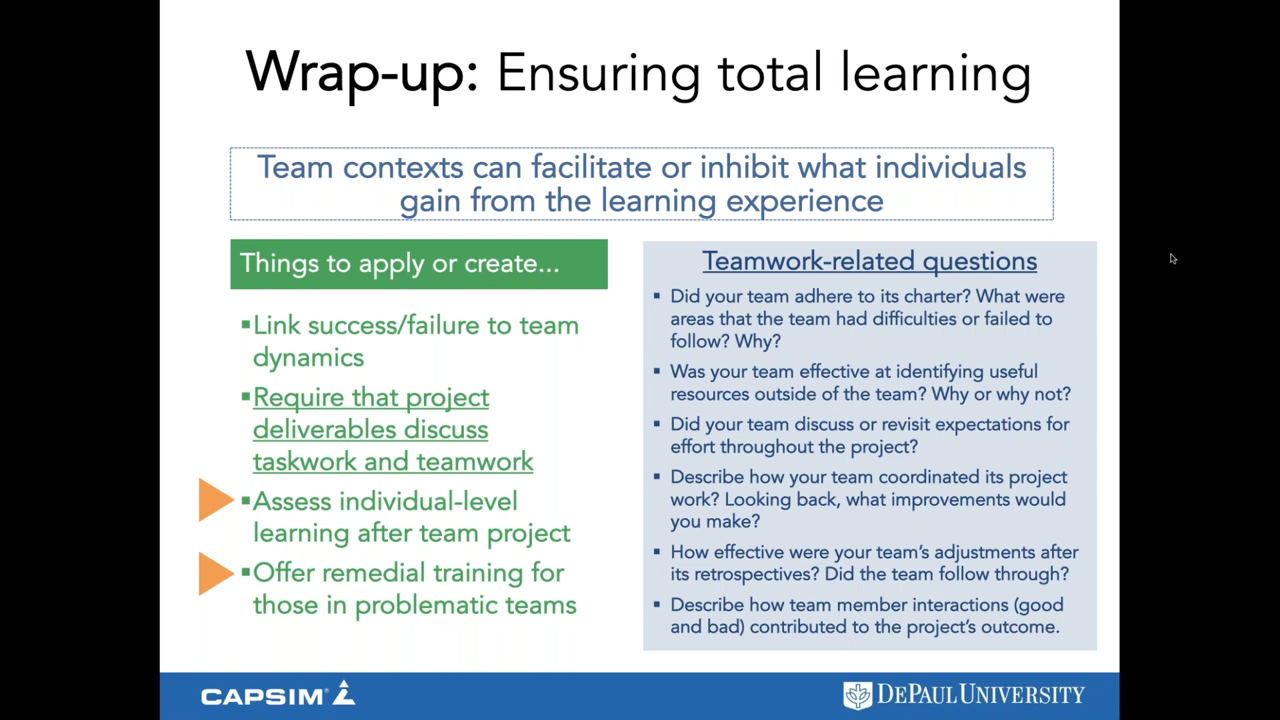 Wrap-up: Ensuring total learning
Team contexts can facilitate or inhibit what individuals
gain from the learning experience
Things to apply or create...
▪Link success/failure to team
dynamics
▪Require that project
deliverables discuss
taskwork and teamwork
▪Assess individual-level
learning after team project
▪Offer remedial training for
those in problematic teams
Teamwork-related questions
▪ Did your team adhere to its charter? What were
areas that the team had difficulties or failed to
follow? Why?
▪ Was your team effective at identifying useful
resources outside of the team? Why or why not?
▪ Did your team discuss or revisit expectations for
effort throughout the project?
▪ Describe how your team coordinated its project
work? Looking back, what improvements would
you make?
▪ How effective were your team's adjustments after
its retrospectives? Did the team follow through?
▪ Describe how team member interactions (good
and bad) contributed to the project's outcome.
CAPSIM®
DEPAUL UNIVERSITY